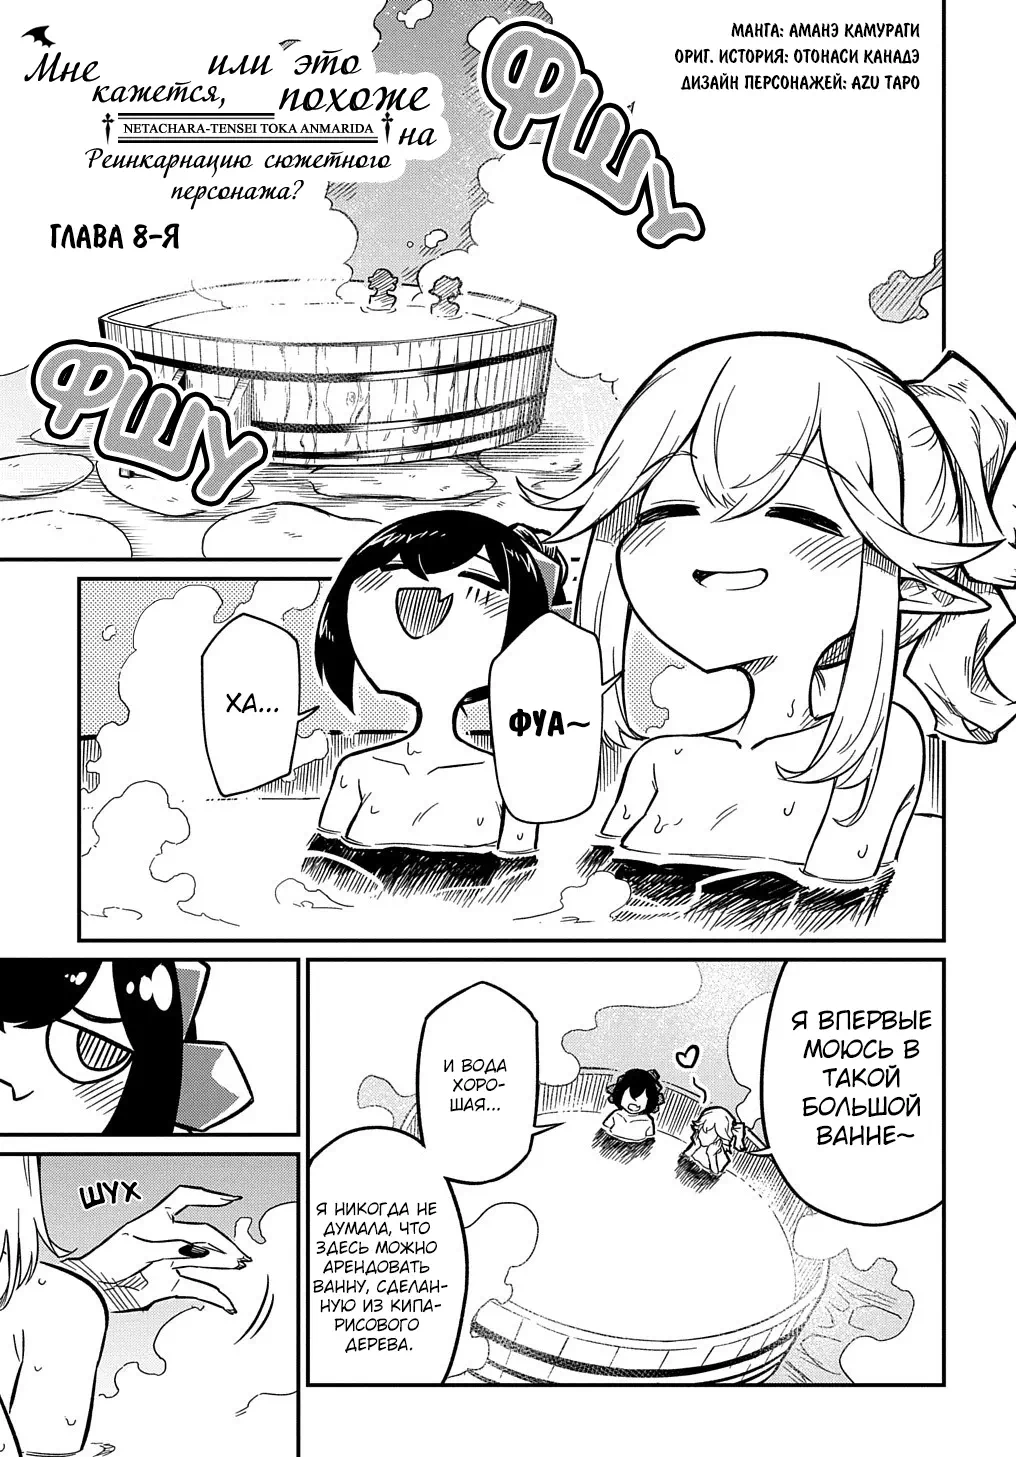 МАНГА: АМАНЭ КАМУРАГИ
ОРИГ. ИСТОРИЯ: ОТОНАСИ КАНАДЭ
ДИЗАЙН ПЕРСОНАЖЕЙ: AZU ТАРО
Мне кажется,
или это похоже
NETACHARA-TENSEI TOKA ANMARIDA
на
Реинкарнацию сюжетного
персонажа?
ГЛАВА 8-Я
ФШУ
ФШУ
ФУА~
ХА...
Я ВПЕРВЫЕ
МОЮСЬ В
ТАКОЙ
БОЛЬШОЙ
ВАННЕ~
И ВОДА
ХОРО-
ШАЯ...
Я НИКОГДА НЕ
ДУМАЛА, ЧТО
ЗДЕСЬ МОЖНО
АРЕНДОВАТЬ
ВАННУ, СДЕЛАН-
НУЮ ИЗ КИПА-
РИСОВОГО
ДЕРЕВА.
ШУХ